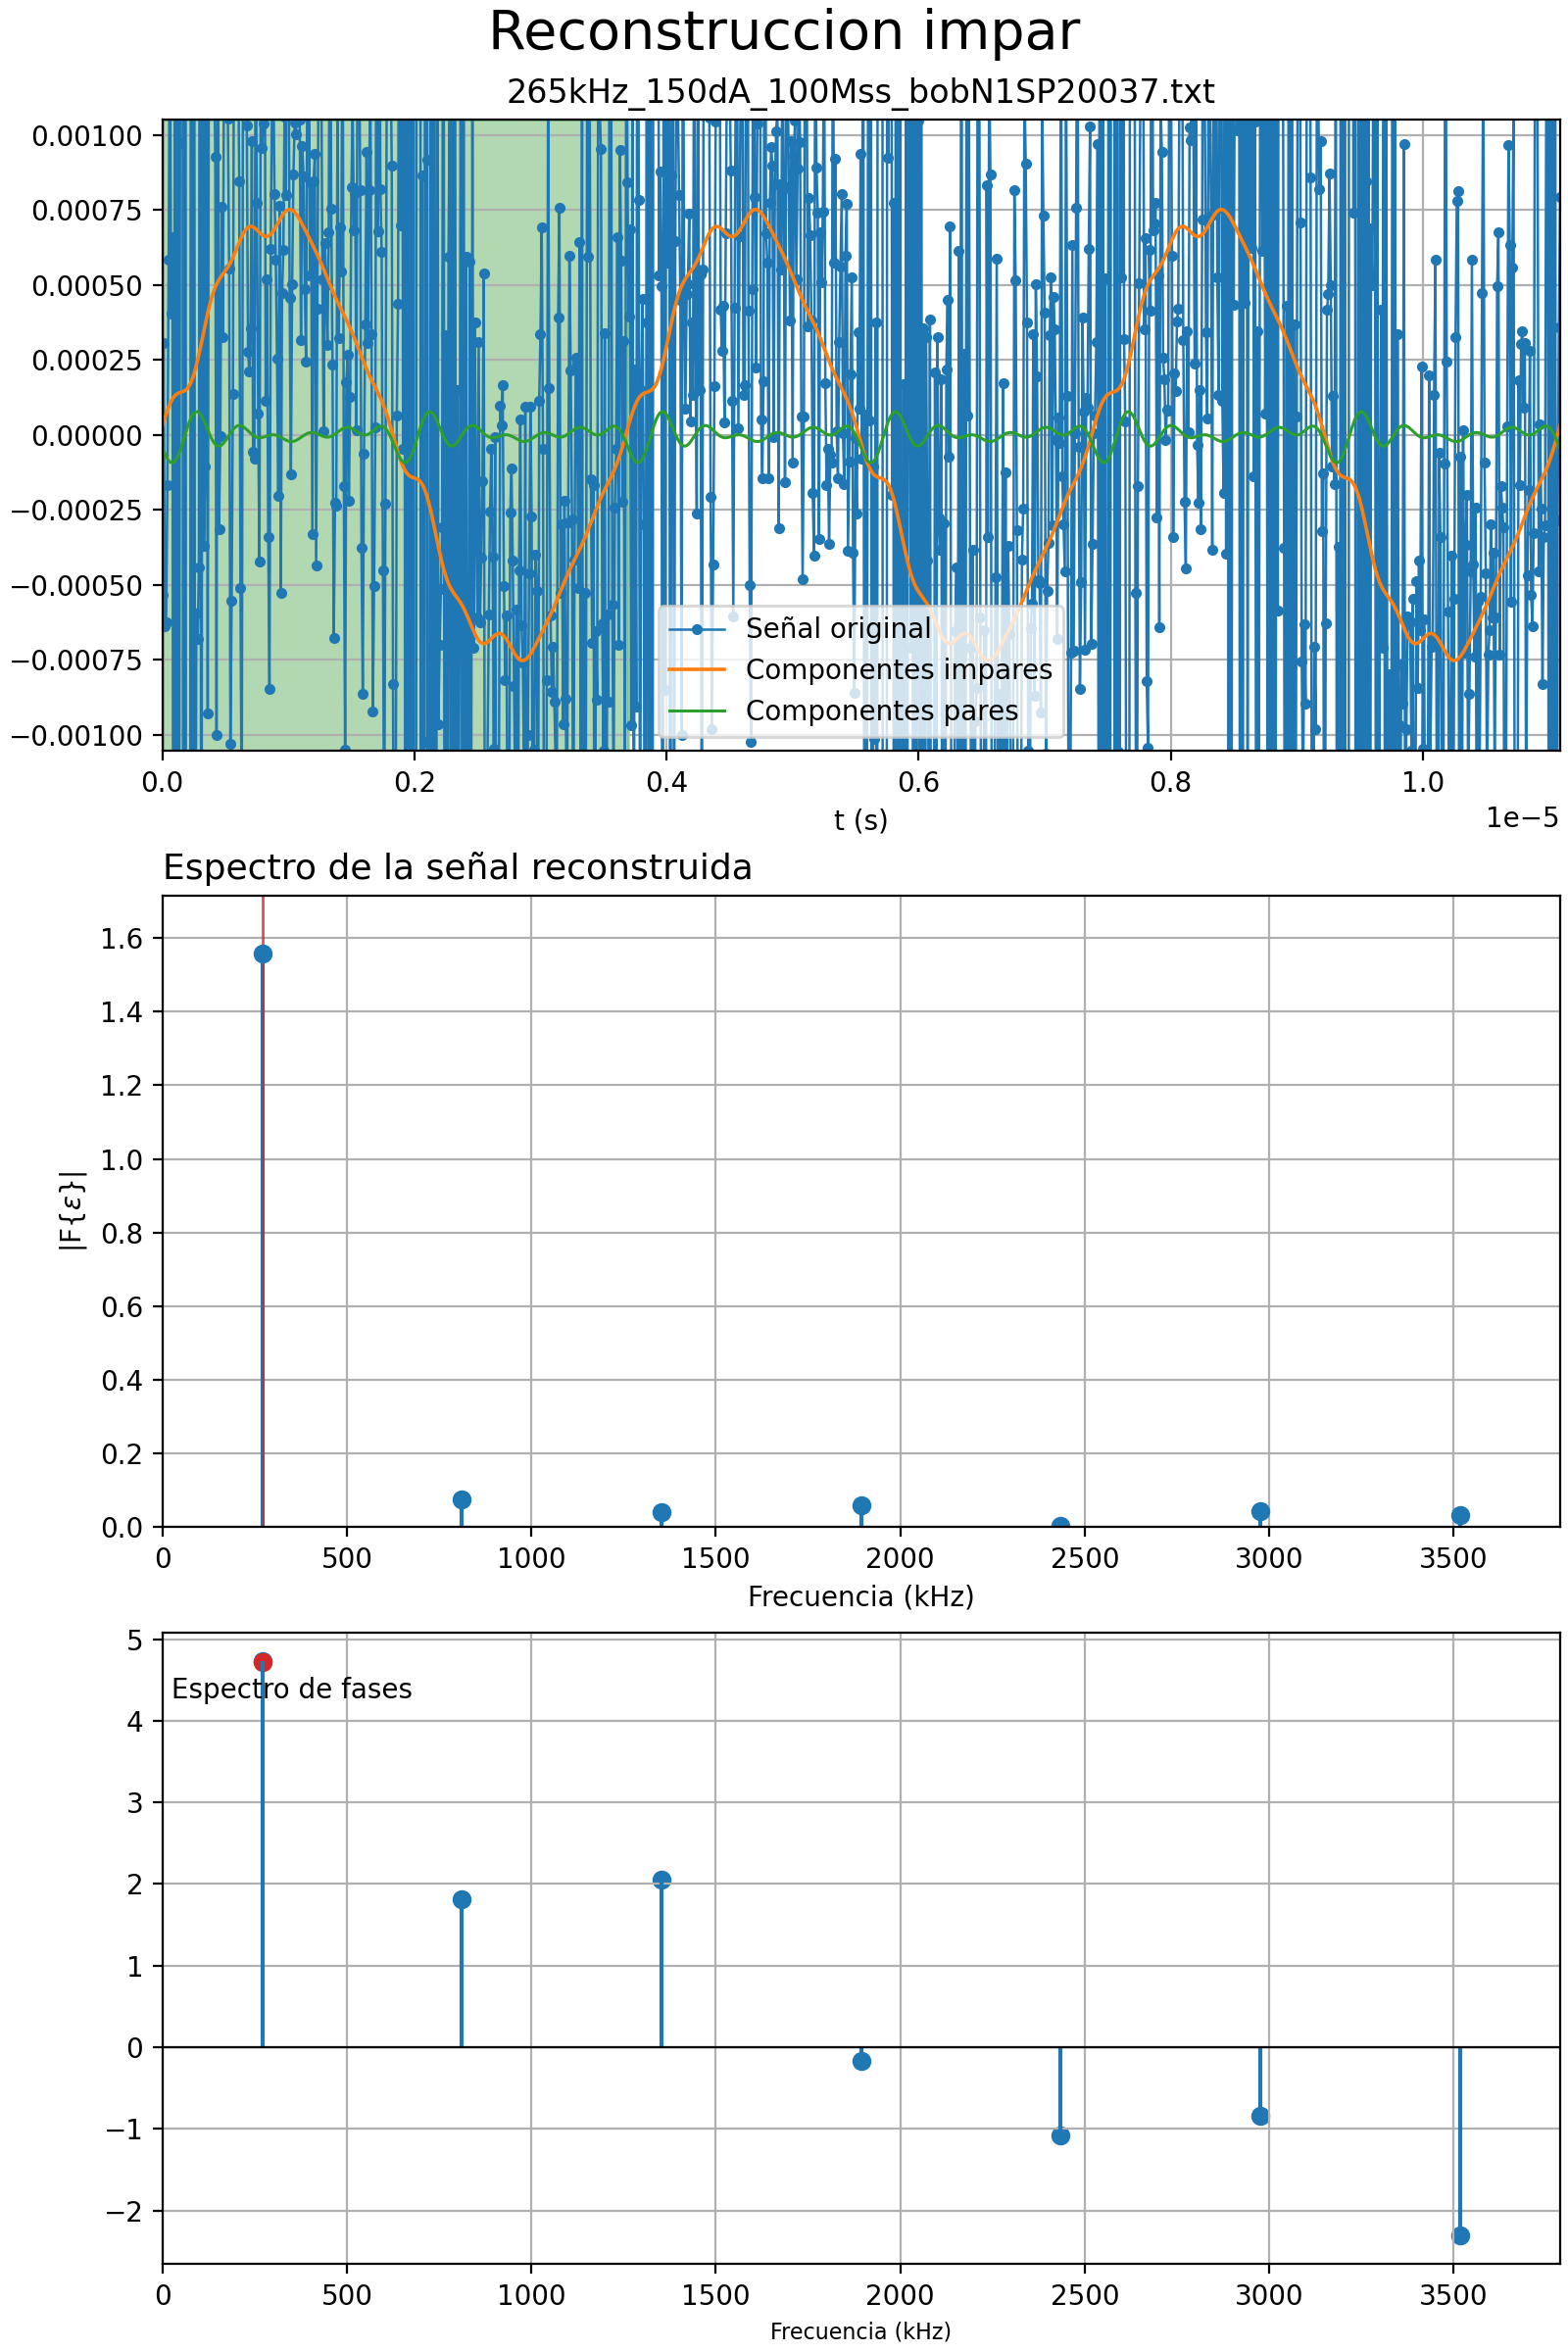 Reconstruccion impar
265kHz_150dA_100Mss_bobN1SP20037.txt
0.00100
0.00075
0.00050
0.00025
0.00000
−0.00025
−0.00050
−0.00075
−0.00100
Señal original
Componentes impares
Componentes pares
0.0 0.2 0.4 0.6 0.8 1.0
1e−5
t (s)
Espectro de la señal reconstruida
1.6
1.4
1.2
1.0
0.8
0.6
0.4
0.2
0.0
|F{ε}|
0 500 1000 1500 2000 2500 3000 3500
Frecuencia (kHz)
5
4
3
2
1
0
−1
−2
Espectro de fases
0 500 1000 1500 2000 2500 3000 3500
Frecuencia (kHz)